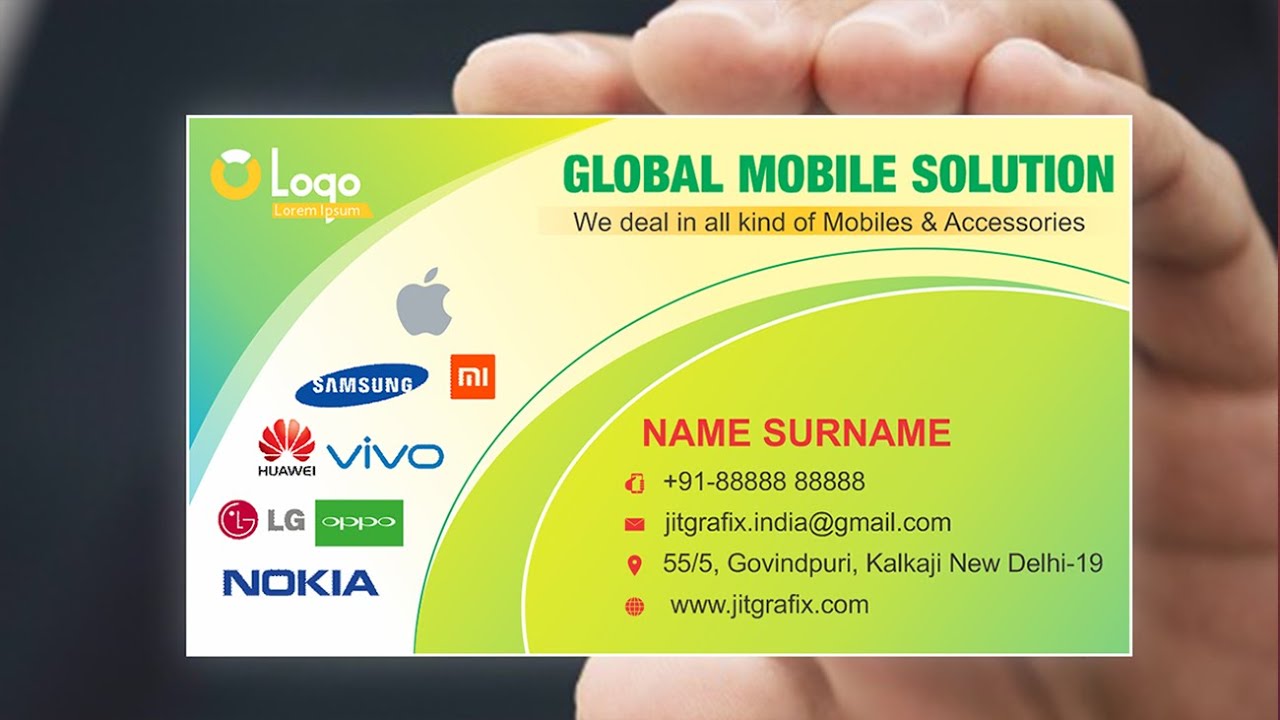 Logo
Lorem Ipsum
GLOBAL MOBILE SOLUTION
We deal in all kind of Mobiles & Accessories
SAMSUNG
mi
HUAWEI
vivo
LG LG
oppo
NOKIA
NAME SURNAME
+91-88888 88888
jitgrafix.india@gmail.com
55/5, Govindpuri, Kalkaji New Delhi-19
www.jitgrafix.com